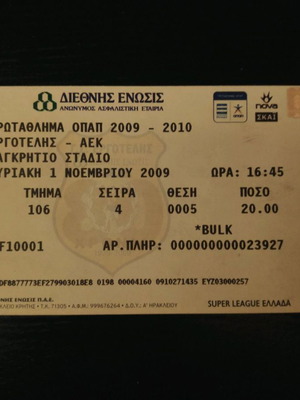 ΔΙΕΘΝΗΣ ΕΝΩΣΙΣ
ΑΝΩΝΥΜΟΣ ΑΣΦΑΛΙΣΤΙΚΗ ΕΤΑΙΡΙΑ
nova
ΣΚΑΪ
ΡΩΤΑΘΛΗΜΑ ΟΠΑΠ 2009 - 2010
ΡΓΟΤΕΛΗΣ - ΑΕΚ
ΑΓΚΡΗΤΙΟ ΣΤΑΔΙΟ
ΥΡΙΑΚΗ 1 ΝΟΕΜΒΡΙΟΥ 2009 ΩΡΑ: 16:45
ΤΜΗΜΑ ΣΕΙΡΑ ΘΕΣΗ ΠΟΣΟ
106 4 0005 20.00
*BULK
F10001 ΑΡ.ΠΛΗΡ: 000000000023927
DF8877773EF279903018E8 0198 00004160 0910271435 EYZ03000257
SUPER LEAGUE ΕΛΛΑΔΑ